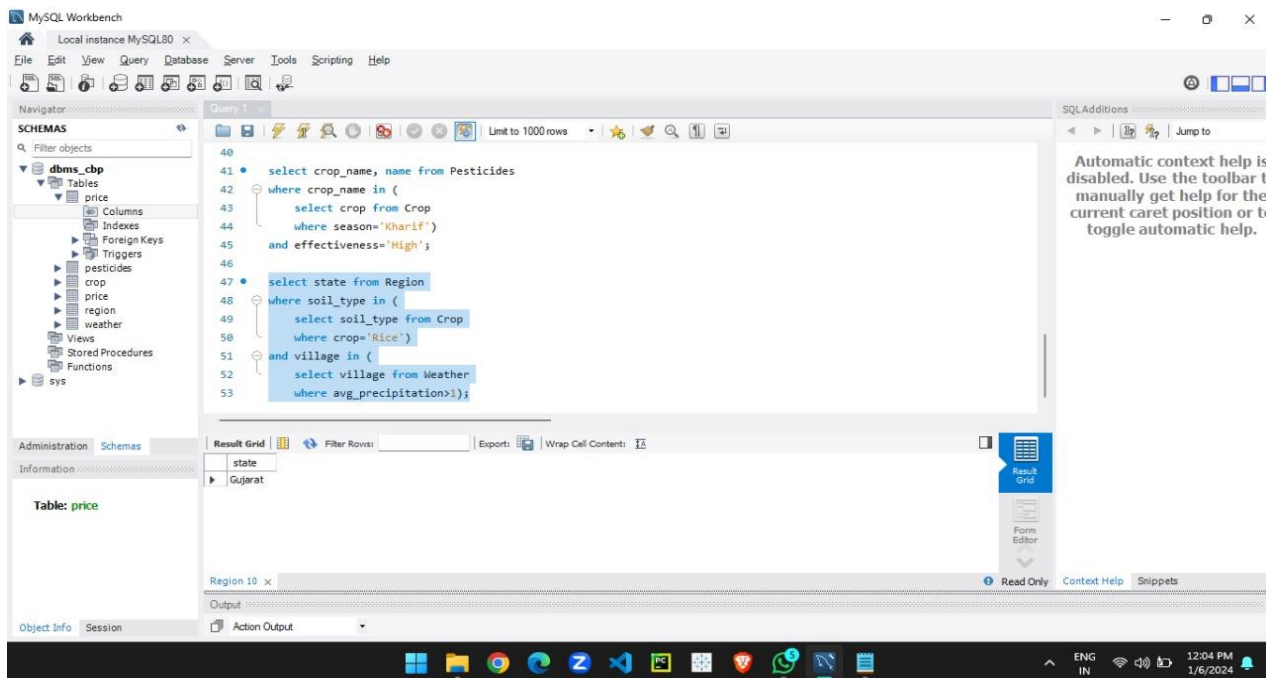 MySQL Workbench
Local instance MySQL80
File Edit View Query Database Server Tools Scripting Help
Navigator
SCHEMAS
Filter objects
dbms_cbp
Tables
price
Columns
Indexes
Foreign Keys
Triggers
pesticides
crop
price
region
weather
Views
Stored Procedures
Functions
sys
Administration Schemas
Information
Table: price
Object Info Session
Query 1
Limit to 1000 rows
40
41 select crop_name, name from Pesticides
42 where crop_name in (
43 select crop from Crop
44 where season='Kharif')
45 and effectiveness='High';
46
47 select state from Region
48 where soil_type in (
49 select soil_type from Crop
50 where crop='Rice')
51 and village in (
52 select village from Weather
53 where avg_precipitation>1);
Result Grid Filter Rows: Export: Wrap Cell Content:
state
Gujarat
Result
Grid
Form
Editor
Region 10
Read Only
Output
Action Output
SQLAdditions
Jump to
Automatic context help is
disabled. Use the toolbar t
manually get help for the
current caret position or to
toggle automatic help.
Context Help Snippets
5
ENG
IN
12:04 PM
1/6/2024